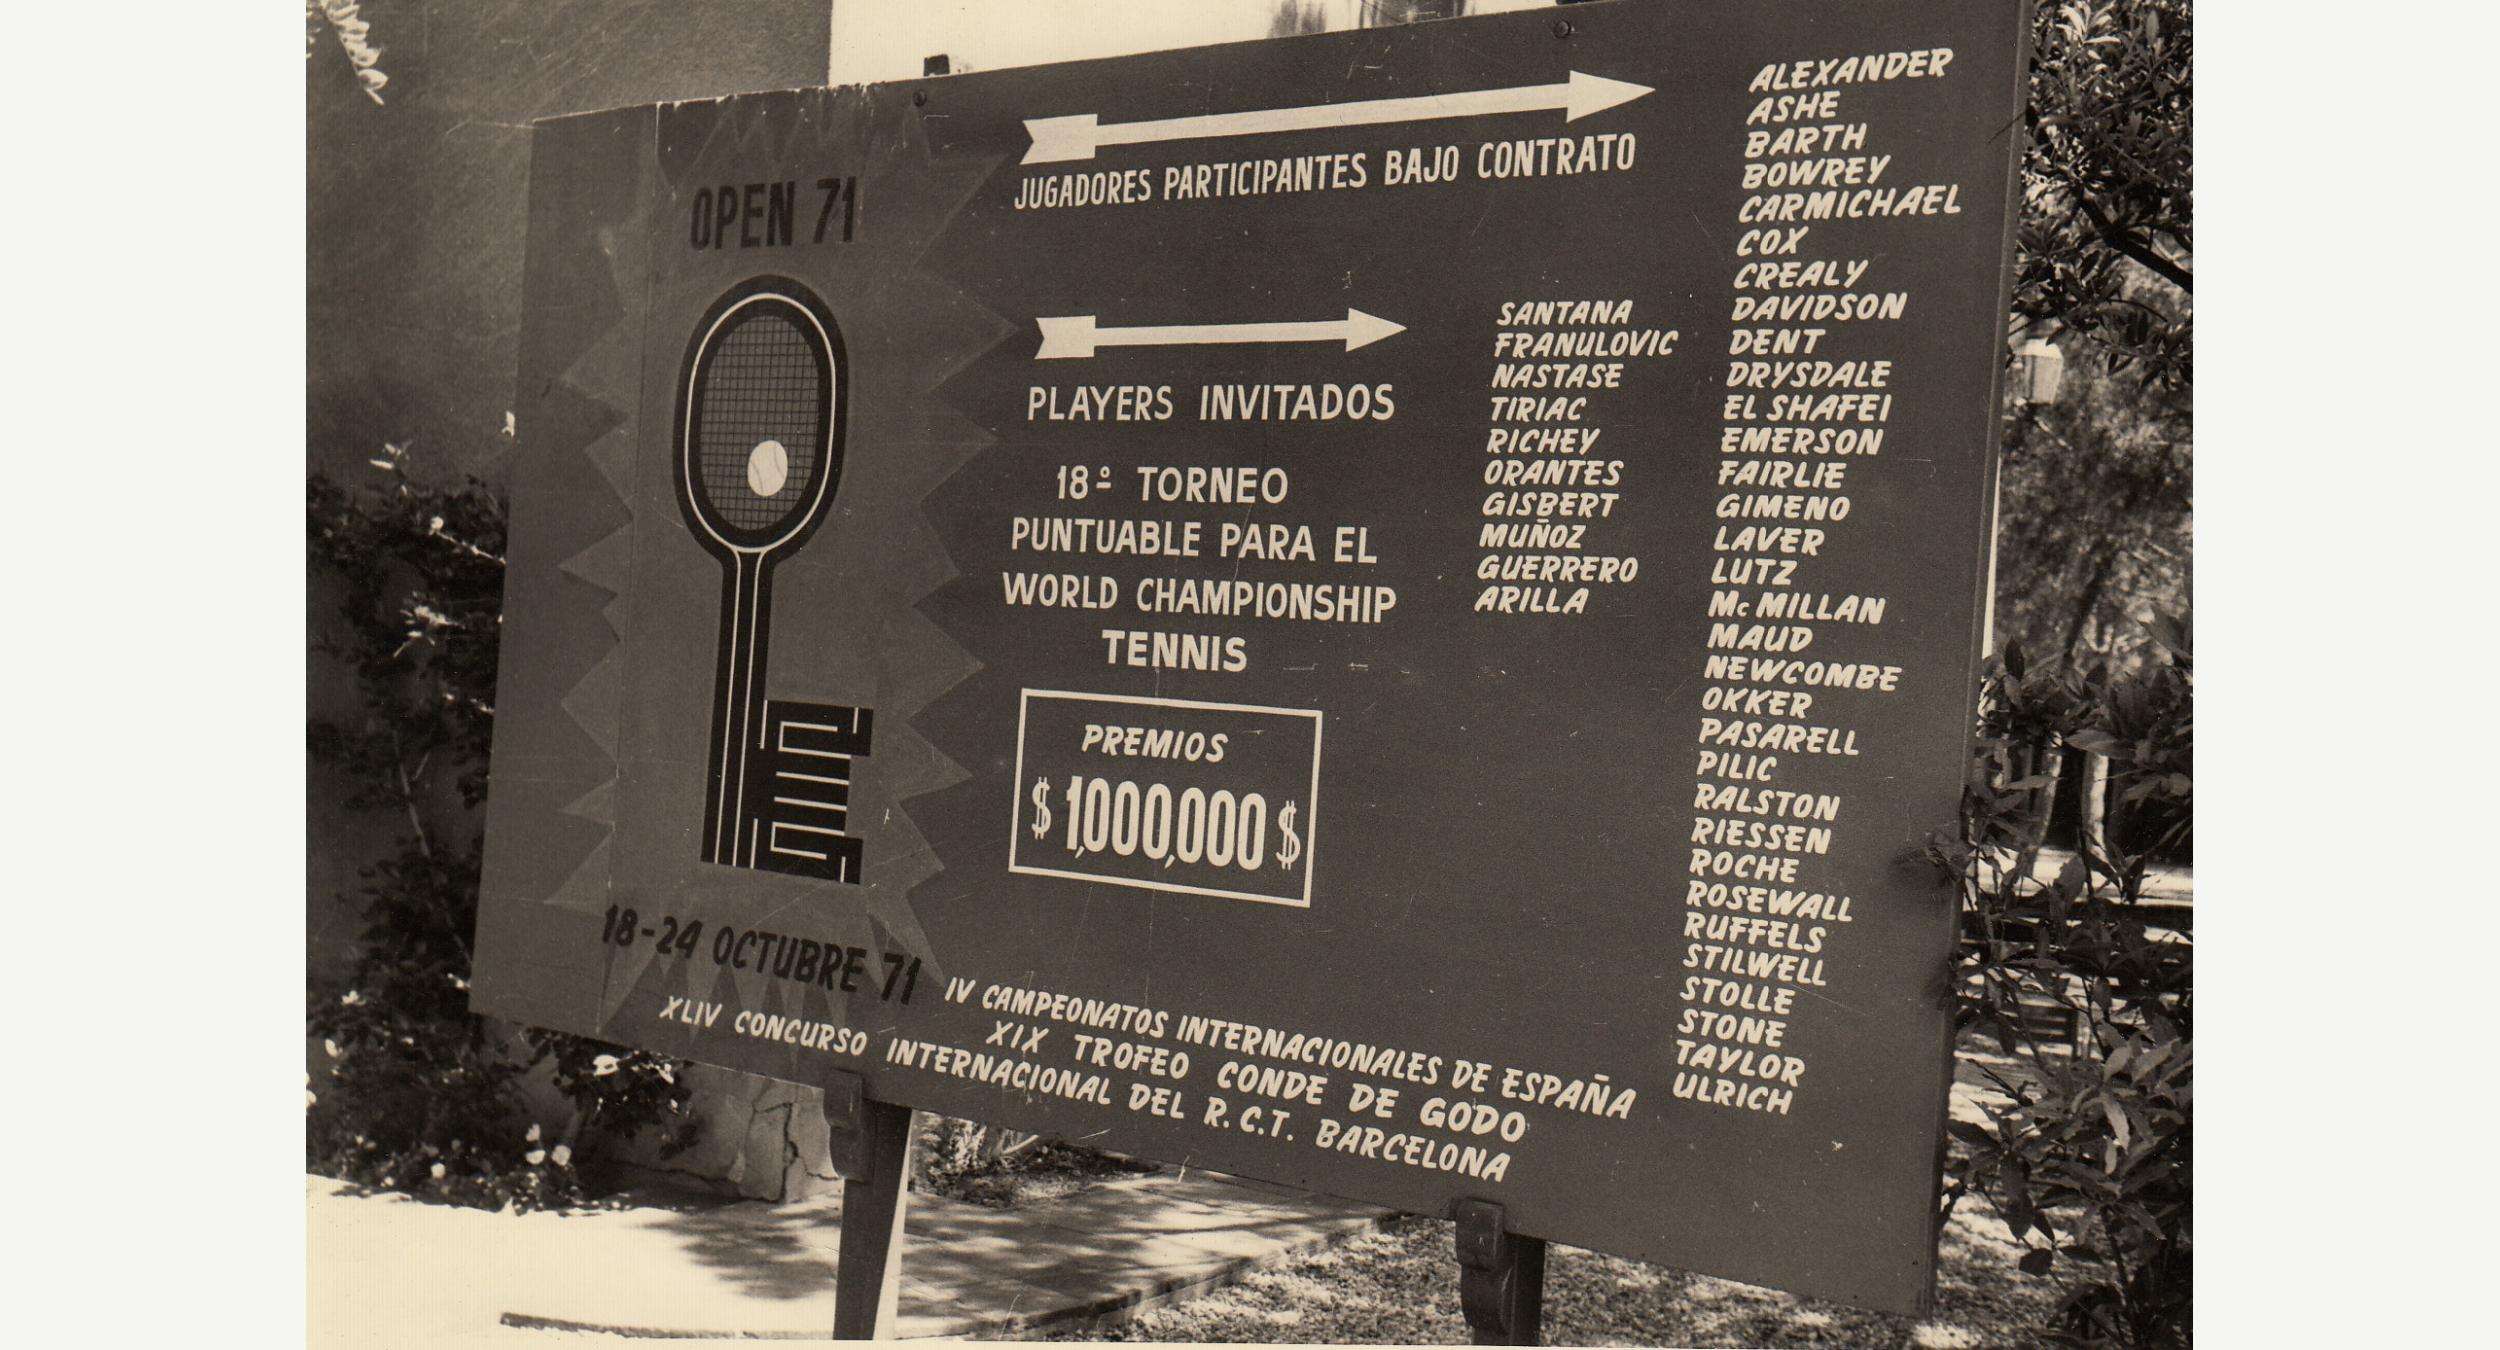 OPEN 71
18-24 OCTUBRE 71
JUGADORES PARTICIPANTES BAJO CONTRATO
PLAYERS INVITADOS
18º TORNEO
PUNTUABLE PARA EL
WORLD CHAMPIONSHIP
TENNIS
PREMIOS
$ 1,000,000 $
SANTANA
FRANULOVIC
NASTASE
TIRIAC
RICHEY
ORANTES
GISBERT
MUÑOZ
GUERRERO
ARILLA
ALEXANDER
ASHE
BARTH
BOWREY
CARMICHAEL
COX
CREALY
DAVIDSON
DENT
DRYSDALE
EL SHAFEI
EMERSON
FAIRLIE
GIMENO
LAVER
LUTZ
Mc MILLAN
MAUD
NEWCOMBE
OKKER
PASARELL
PILIC
RALSTON
RIESSEN
ROCHE
ROSEWALL
RUFFELS
STILWELL
STOLLE
STONE
TAYLOR
ULRICH
IV CAMPEONATOS INTERNACIONALES DE ESPAÑA
XIX TROFEO CONDE DE GODO
XLIV CONCURSO INTERNACIONAL DEL R.C.T. BARCELONA